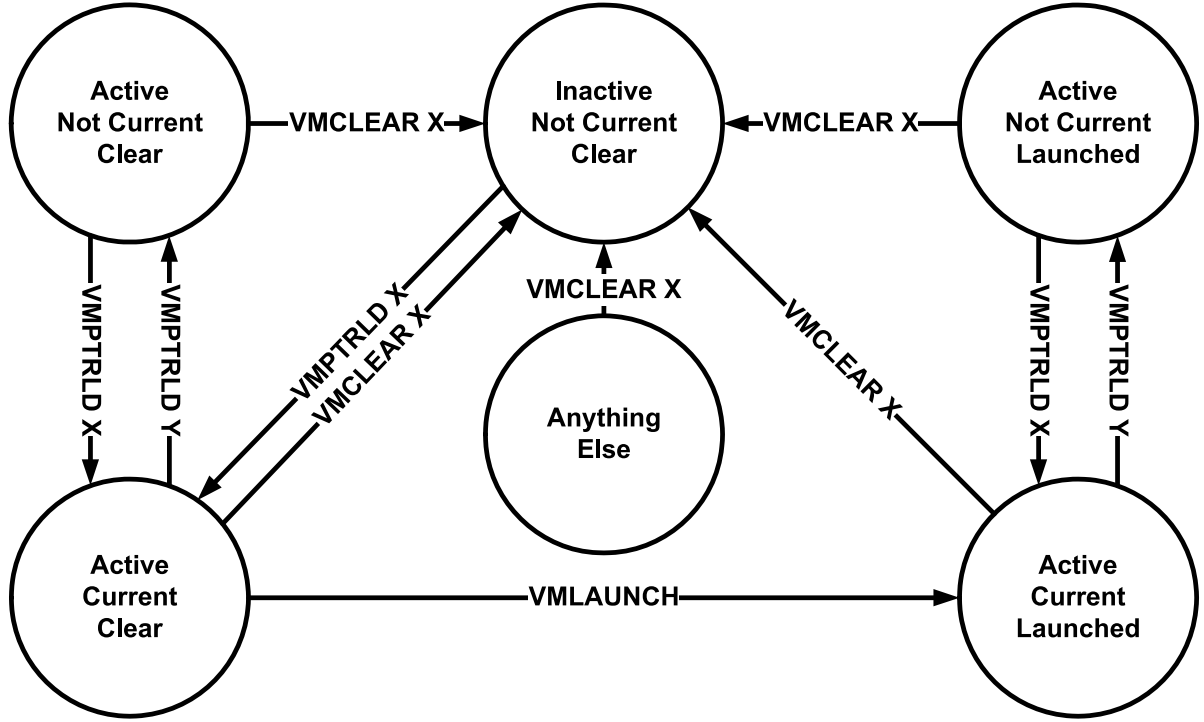 Active
Not Current
Clear
VMCLEAR X
Inactive
Not Current
Clear
VMCLEAR X
Active
Not Current
Launched
VMPTRLD X
VMPTRLD Y
VMPTRLD X
VMCLEAR X
VMCLEAR X
Anything
Else
VMCLEAR X
VMPTRLD X
VMPTRLD Y
Active
Current
Clear
VMLAUNCH
Active
Current
Launched